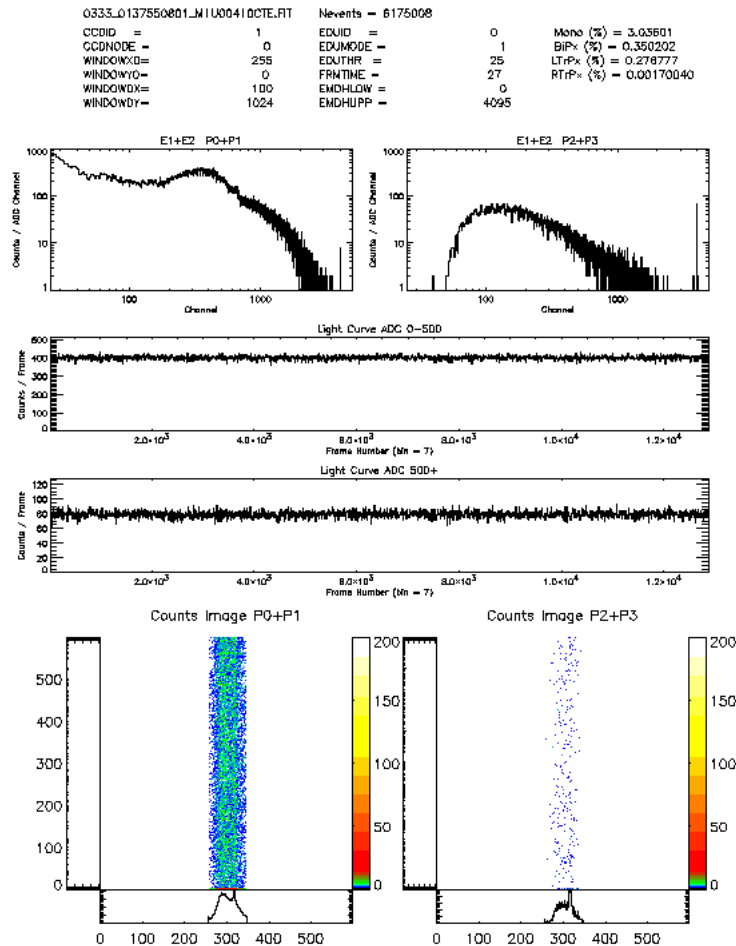 0333_0137550801_M1U00410CTE.FIT Nevents = 6175008
CCDID = 1 EDUID = 0 Mono (%) = 3.03601
CCDNODE = 0 EDUMODE = 1 BiPx (%) = 0.350202
WINDOWX0= 255 EDUTHR = 25 LTrPx (%) = 0.276777
WINDOWY0= 0 FRMTIME = 27 RTrPx (%) = 0.00170040
WINDOWDX= 100 EMDHLOW = 0
WINDOWDY= 1024 EMDHUPP = 4095
E1+E2 P0+P1 E1+E2 P2+P3
Counts / ADC Channel
1000
100
10
1
100 1000
Channel
Counts / ADC Channel
1000
100
10
1
100 1000
Channel
Light Curve ADC 0-500
Counts / Frame
500
400
300
200
100
0
2.0×10³ 4.0×10³ 6.0×10³ 8.0×10³ 1.0×10⁴ 1.2×10⁴
Frame Number (bin = 7)
Light Curve ADC 500+
Counts / Frame
120
100
80
60
40
20
0
2.0×10³ 4.0×10³ 6.0×10³ 8.0×10³ 1.0×10⁴ 1.2×10⁴
Frame Number (bin = 7)
Counts Image P0+P1 Counts Image P2+P3
500
400
300
200
100
0
200
150
100
50
0
200
150
100
50
0
0 100 200 300 400 500
0 100 200 300 400 500